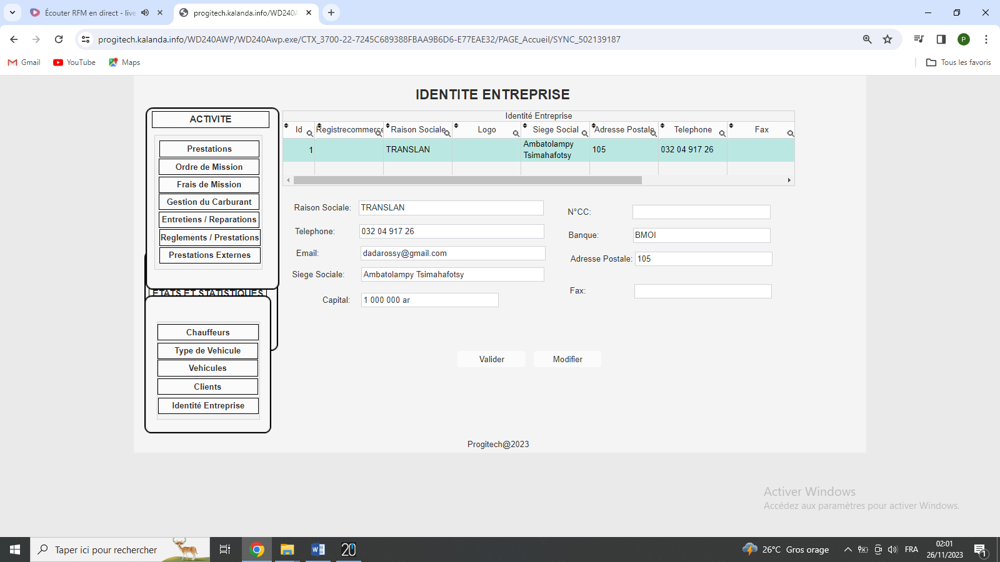 Écouter RFM en direct - live
progitech.kalanda.info/WD240A
progitech.kalanda.info/WD240AWP/WD240Awp.exe/CTX_3700-22-7245C689388FBAA9B6D6-E77EAE32/PAGE_Accueil/SYNC_502139187
P
Gmail
YouTube
Maps
Tous les favoris
IDENTITE ENTREPRISE
ACTIVITE
Prestations
Ordre de Mission
Frais de Mission
Gestion du Carburant
Entretiens / Reparations
Reglements / Prestations
Prestations Externes
ETATS ET STATISTIQUES
Chauffeurs
Type de Vehicule
Vehicules
Clients
Identité Entreprise
Identité Entreprise
Id Registrecommerce Raison Sociale Logo Siege Social Adresse Postale Telephone Fax
1 TRANSLAN Ambatolampy Tsimahafotsy 105 032 04 917 26
Raison Sociale: TRANSLAN
Telephone: 032 04 917 26
Email: dadarossy@gmail.com
Siege Sociale: Ambatolampy Tsimahafotsy
Capital: 1 000 000 ar
N°CC:
Banque: BMOI
Adresse Postale: 105
Fax:
Valider Modifier
Progitech@2023
Activer Windows
Accédez aux paramètres pour activer Windows.
Taper ici pour rechercher
20
26°C Gros orage
FRA
02:01
26/11/2023
1